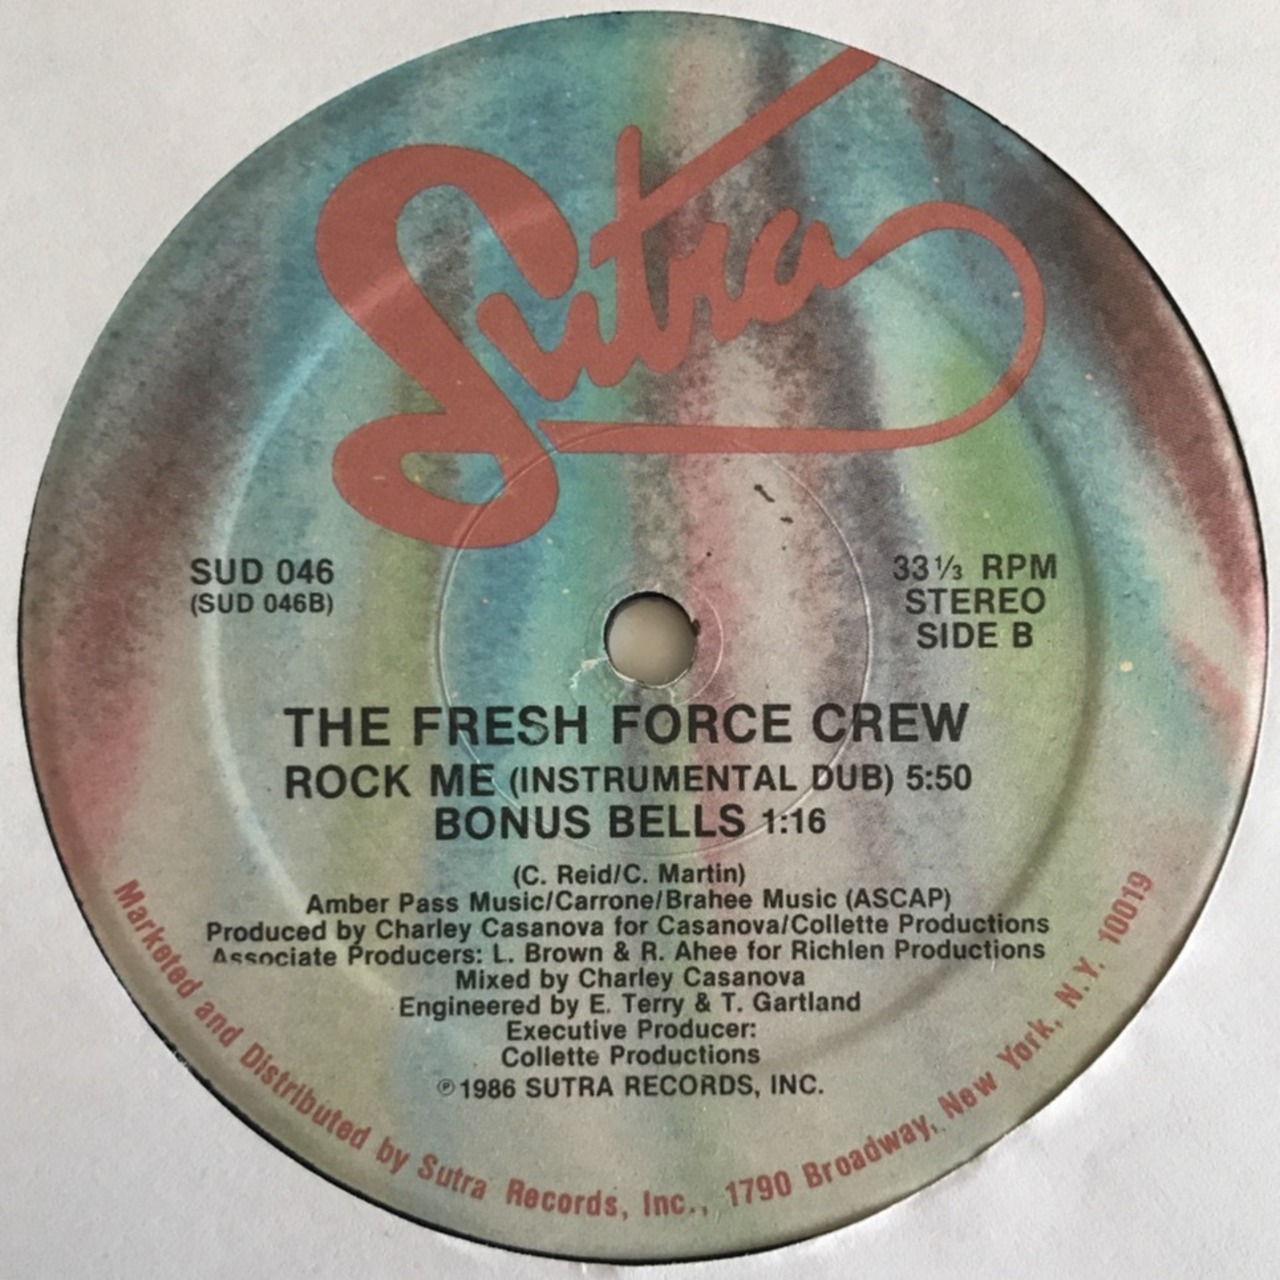 Sutra
SUD 046
(SUD 046B)
33⅓ RPM
STEREO
SIDE B
THE FRESH FORCE CREW
ROCK ME (INSTRUMENTAL DUB) 5:50
BONUS BELLS 1:16
(C. Reid/C. Martin)
Amber Pass Music/Carrone/Brahee Music (ASCAP)
Produced by Charley Casanova for Casanova/Collette Productions
Associate Producers: L. Brown & R. Ahee for Richlen Productions
Mixed by Charley Casanova
Engineered by E. Terry & T. Gartland
Executive Producer:
Collette Productions
℗ 1986 SUTRA RECORDS, INC.
Marketed and Distributed by Sutra Records, Inc., 1790 Broadway, New York, N.Y. 10019